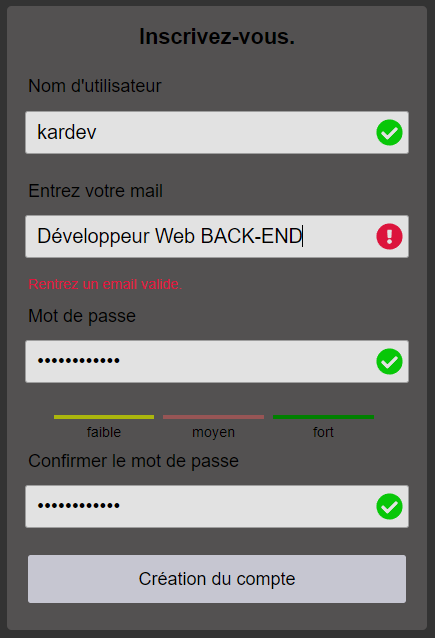 Inscrivez-vous.
Nom d'utilisateur
kardev
Entrez votre mail
Développeur Web BACK-END
Rentrez un email valide.
Mot de passe
••••••••••••
faible moyen fort
Confirmer le mot de passe
••••••••••••
Création du compte